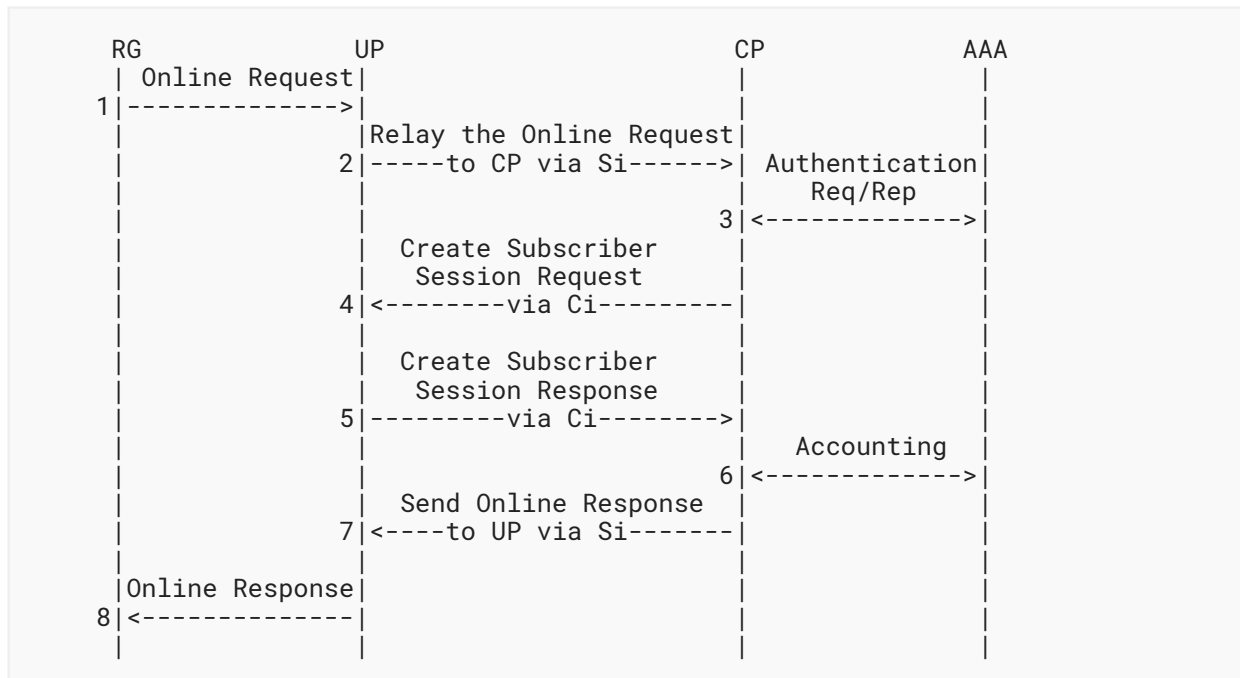 RG UP CP AAA
| Online Request| | |
1|-------------->| | |
| |Relay the Online Request| |
| 2|-----to CP via Si------>| Authentication|
| | | Req/Rep |
| | 3|<------------->|
| | Create Subscriber | |
| | Session Request | |
| 4|<--------via Ci---------| |
| | | |
| | Create Subscriber | |
| | Session Response | |
| 5|---------via Ci-------->| |
| | | Accounting |
| | 6|<------------->|
| | Send Online Response | |
| 7|<----to UP via Si-------| |
| | | |
|Online Response| | |
8|<--------------| | |
| | | |